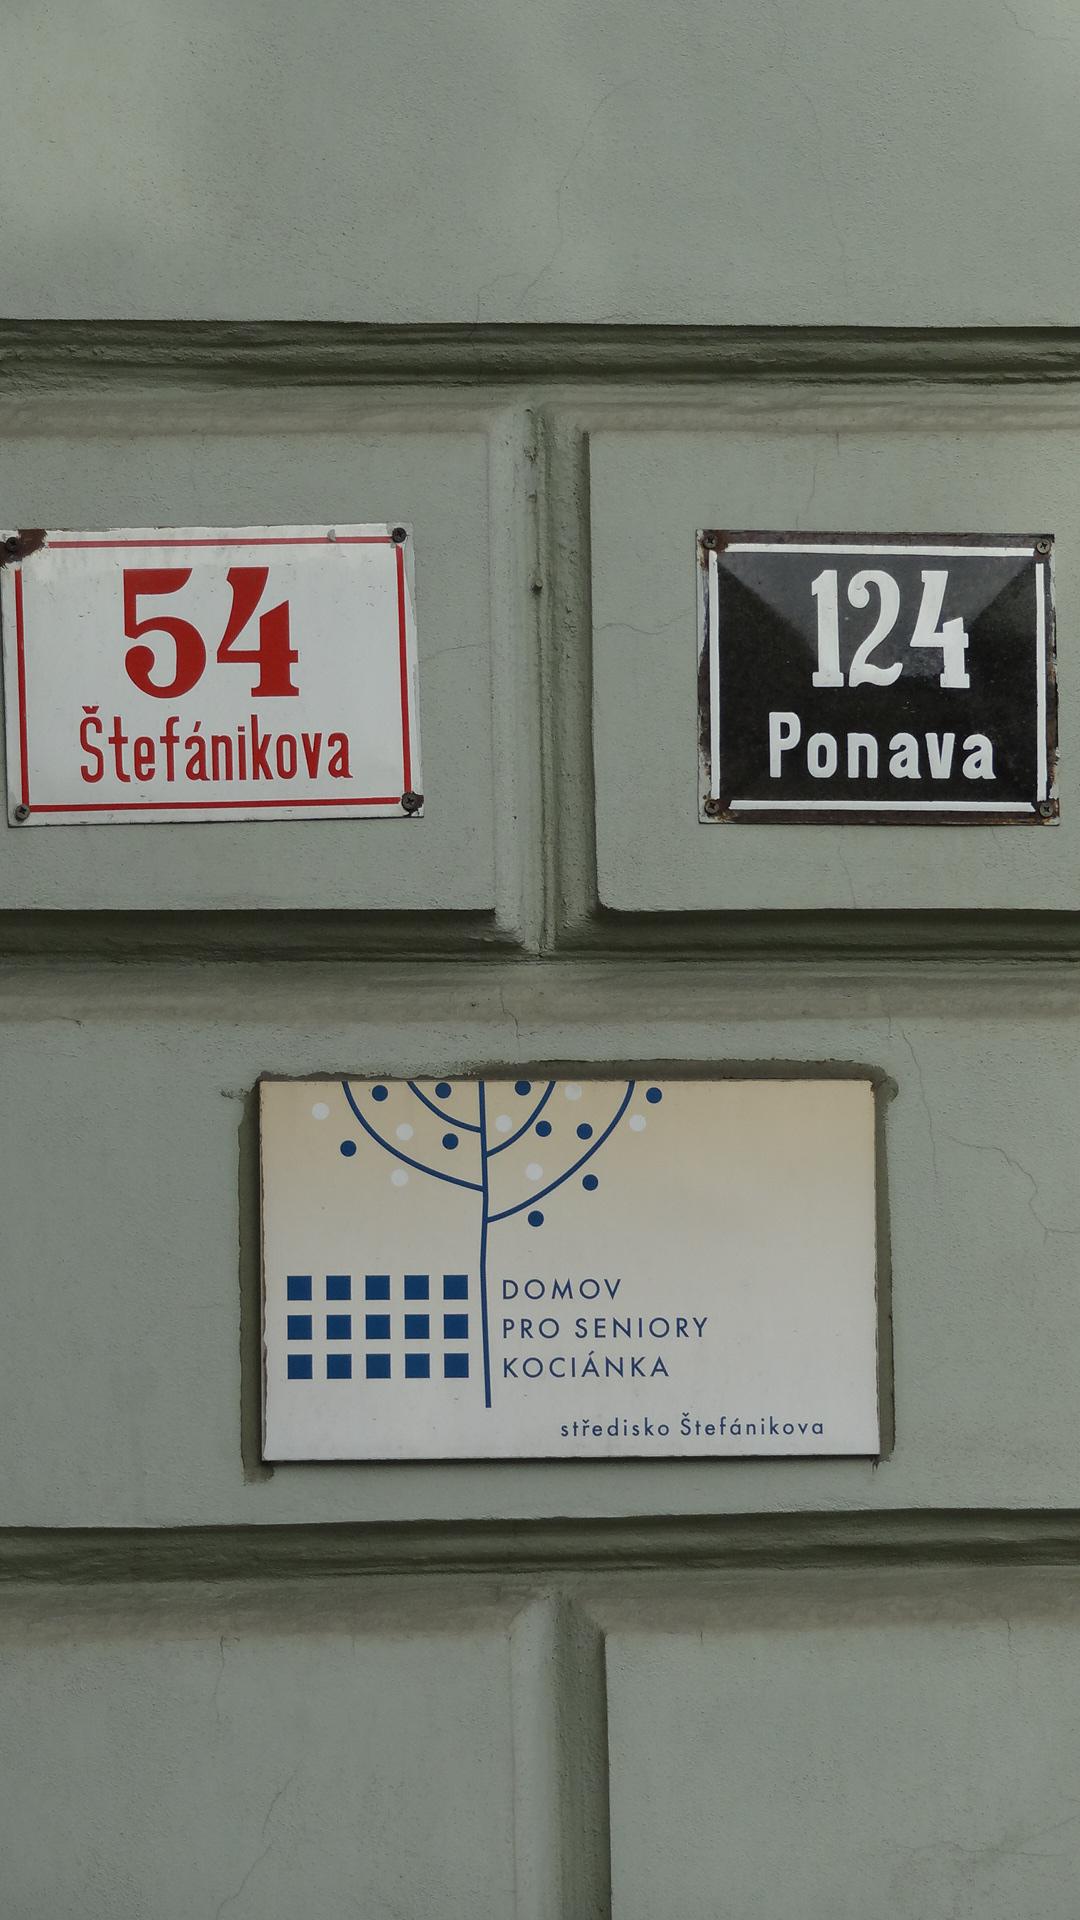 54
Štefánikova
124
Ponava
DOMOV
PRO SENIORY
KOCIÁNKA
středisko Štefánikova